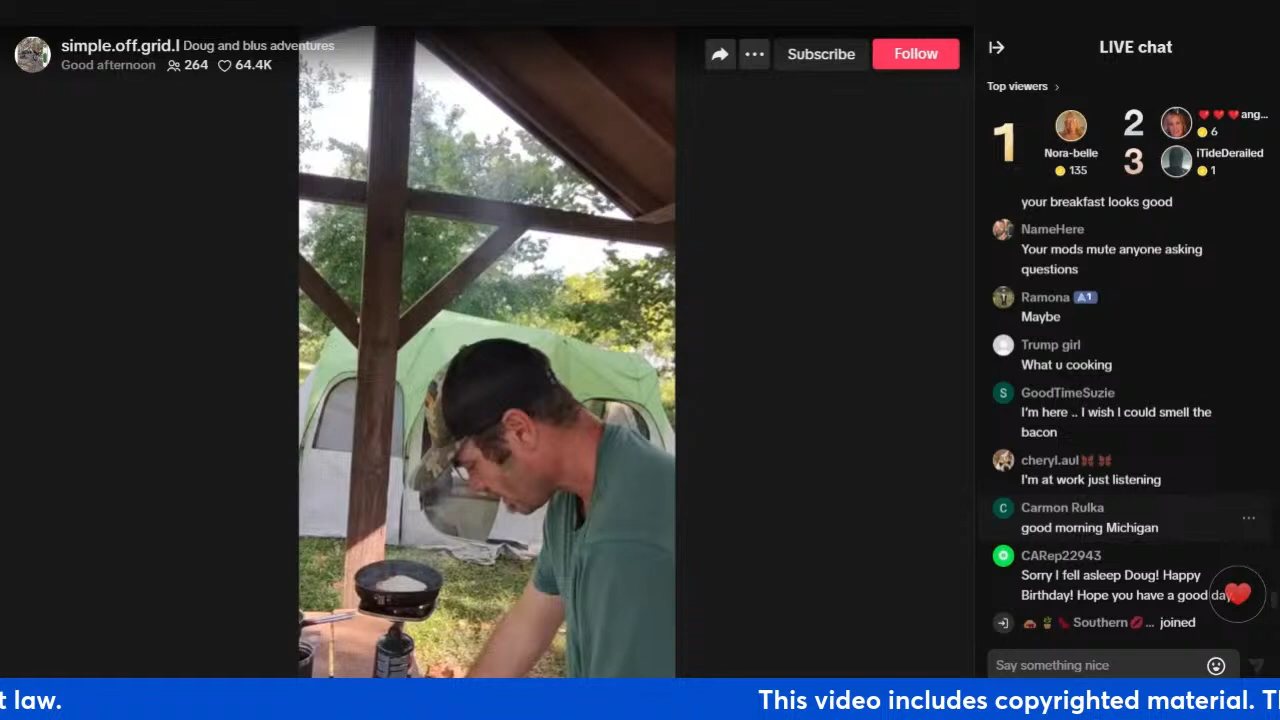 simple.off.grid.l Doug and blus adventures
Good afternoon 264 64.4K
Subscribe
Follow
LIVE chat
Top viewers
1
Nora-belle
135
2
ang...
6
3
iTideDerailed
1
your breakfast looks good
NameHere
Your mods mute anyone asking
questions
Ramona A1
Maybe
Trump girl
What u cooking
S GoodTimeSuzie
I'm here .. I wish I could smell the
bacon
cheryl.aul
I'm at work just listening
C Carmon Rulka
good morning Michigan
CARep22943
Sorry I fell asleep Doug! Happy
Birthday! Hope you have a good day
Southern ... joined
Say something nice
t law. This video includes copyrighted material. T